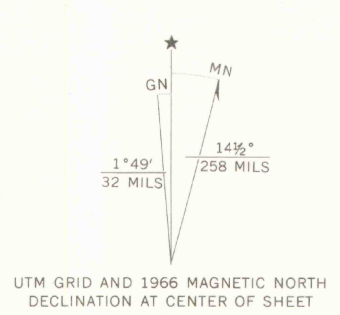 ★
MN
GN
14½°
258 MILS
1°49'
32 MILS
UTM GRID AND 1966 MAGNETIC NORTH
DECLINATION AT CENTER OF SHEET